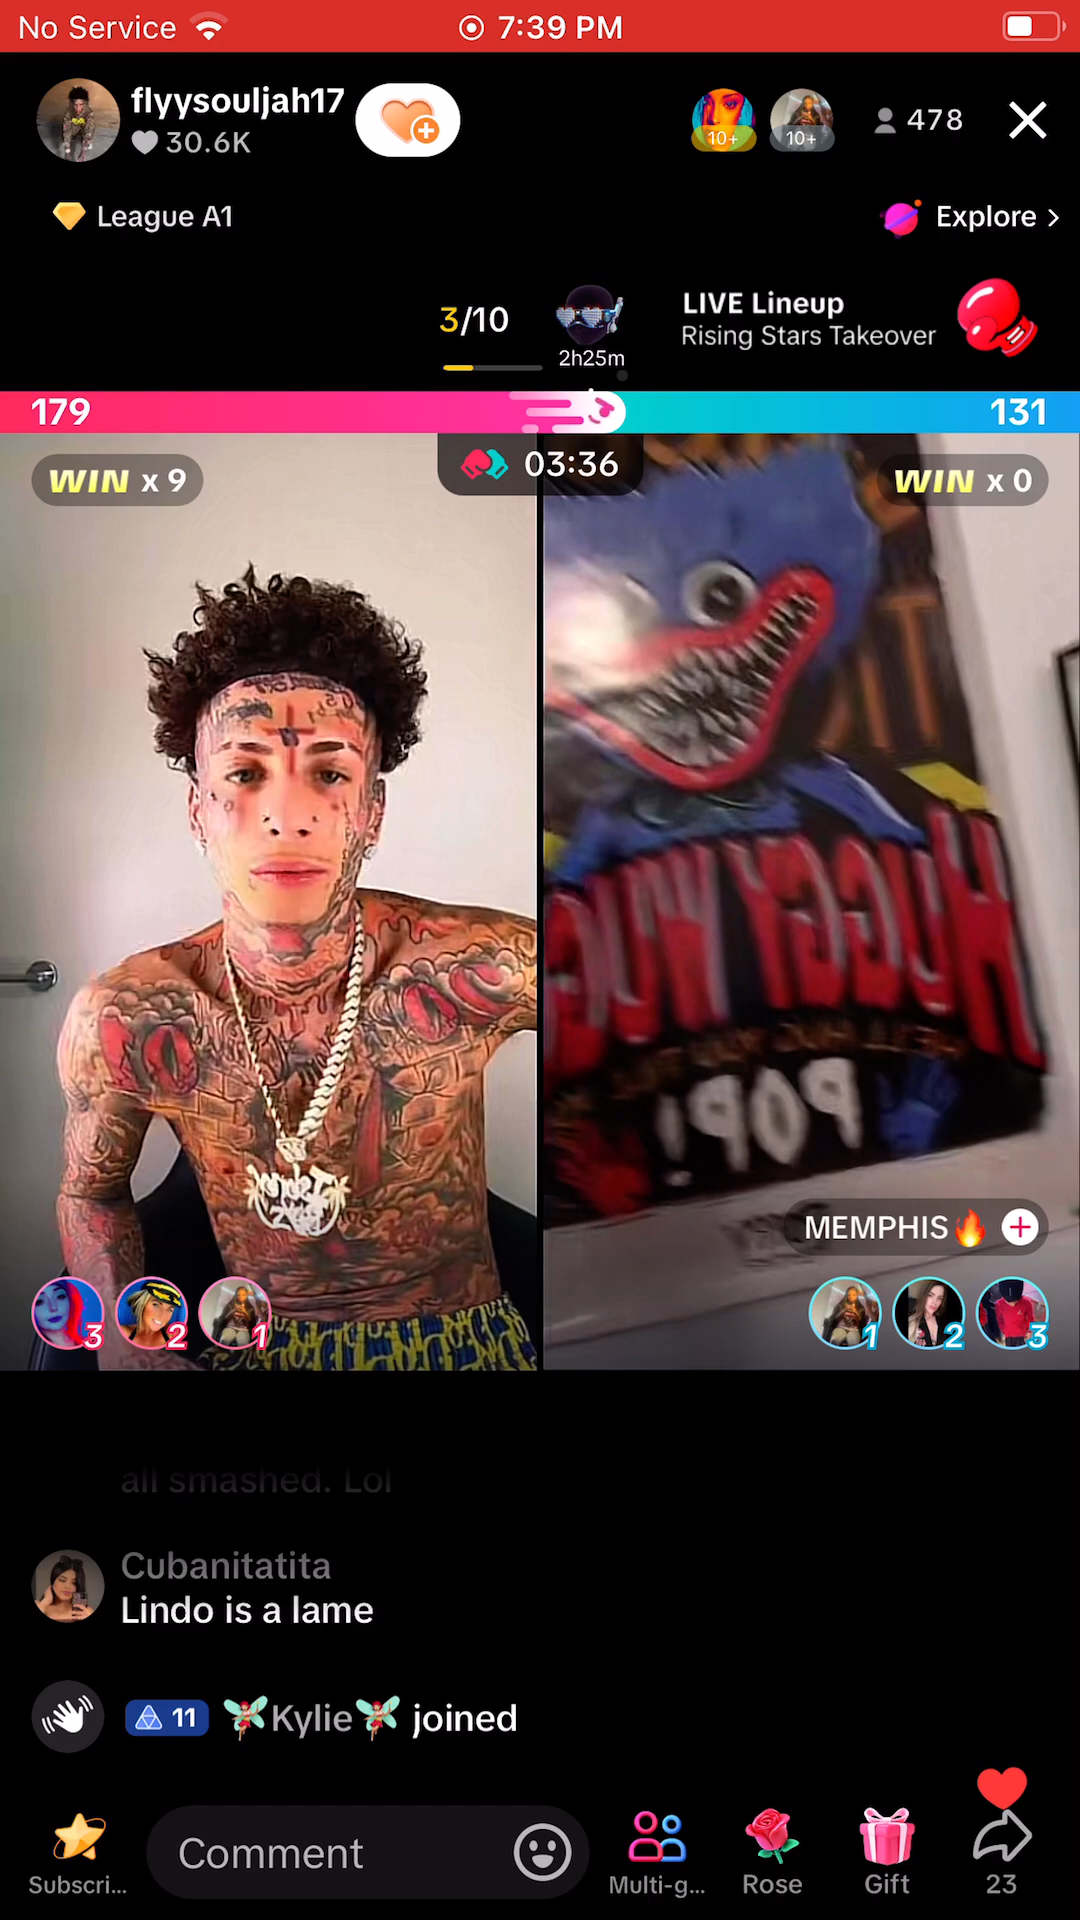 No Service
7:39 PM
flyysouljah17
30.6K
10+
10+
478
League A1
Explore >
3/10
2h25m
LIVE Lineup
Rising Stars Takeover
179
131
WIN x 9
03:36
WIN x 0
HUGGY WUG
POP!
MEMPHIS🔥
3
2
1
1
2
3
all smashed. Lol
Cubanitatita
Lindo is a lame
11
🧚Kylie🧚 joined
Subscri...
Comment
Multi-g...
Rose
Gift
23